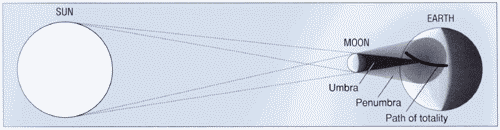 SUN
EARTH
MOON
Umbra
Penumbra
Path of totality